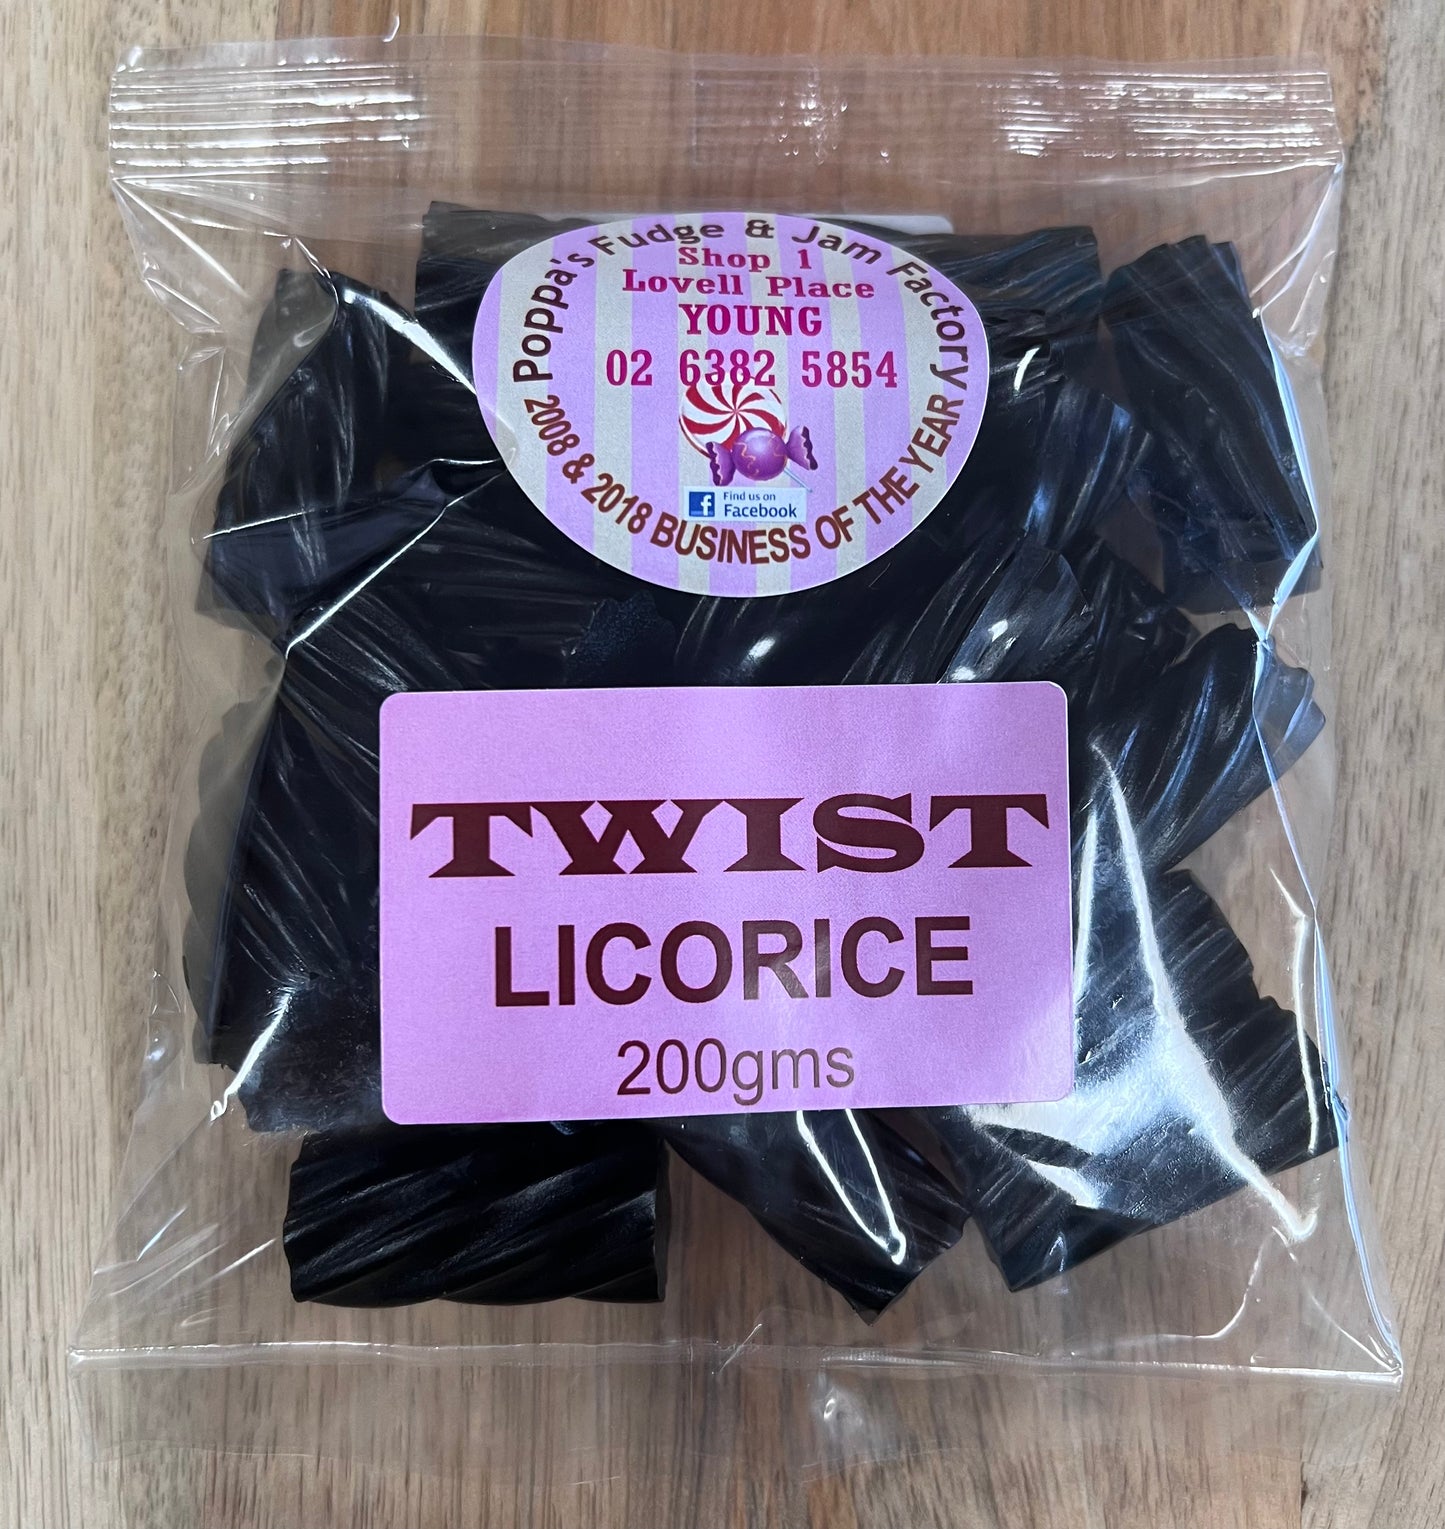 Poppa's Fudge & Jam Factory
Shop 1
Lovell Place
YOUNG
02 6382 5854
f Find us on
Facebook
2008 & 2018 BUSINESS OF THE YEAR
TWIST
LICORICE
200gms